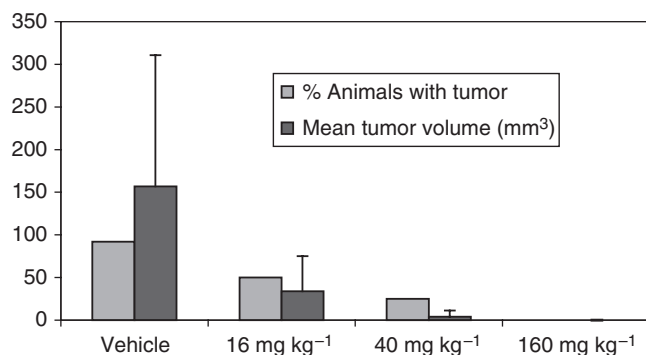 350
300
250
200
150
100
50
0
% Animals with tumor
Mean tumor volume (mm³)
Vehicle 16 mg kg⁻¹ 40 mg kg⁻¹ 160 mg kg⁻¹